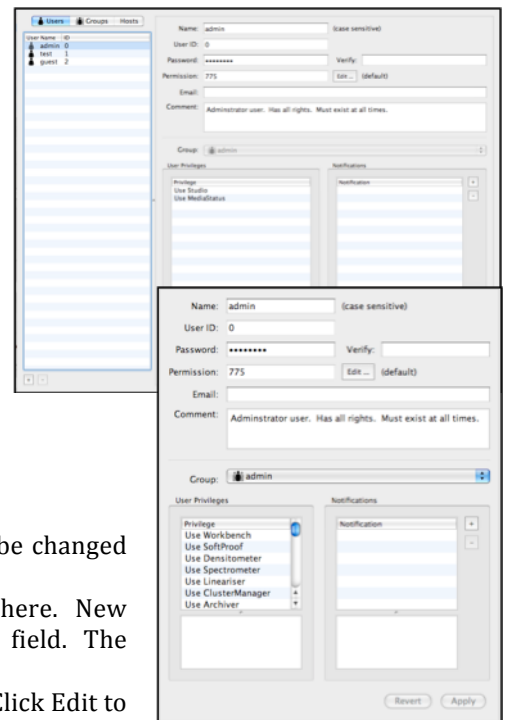 Users Groups Hosts
User Name ID
admin 0
test 1
guest 2
Name: admin (case sensitive)
User ID: 0
Password: •••••••• Verify:
Permission: 775 Edit ... (default)
Email:
Comment: Adminstrator user. Has all rights. Must exist at all times.
Group: admin
User Privileges Notifications
Privilege Notification
Use Studio
Use MediaStatus
+
-
+ -
Name: admin (case sensitive)
User ID: 0
Password: •••••••• Verify:
Permission: 775 Edit ... (default)
Email:
Comment: Adminstrator user. Has all rights. Must exist at all times.
Group: admin
User Privileges Notifications
Privilege Notification
Use Workbench
Use SoftProof
Use Densitometer
Use Spectrometer
Use Lineariser
Use ClusterManager
Use Archiver
+
-
Revert Apply
be changed
here. New
field. The
Click Edit to